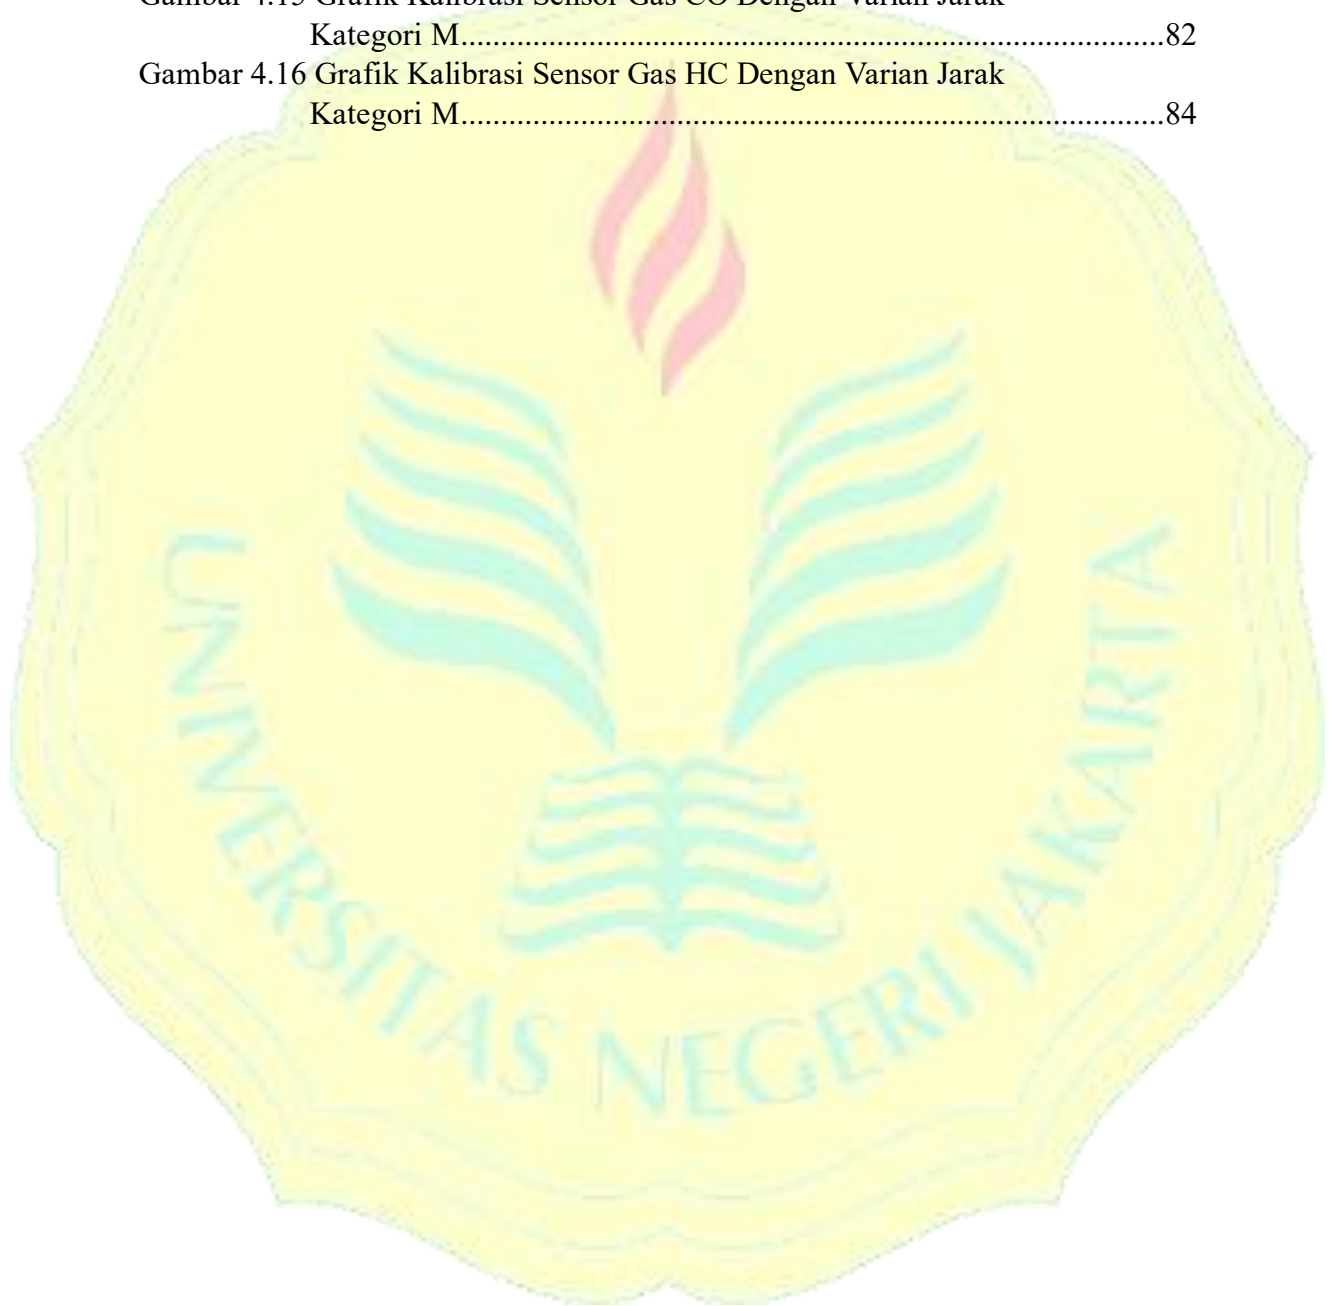 Gambar 4.15 Grafik Kalibrasi Sensor Gas CO Dengan Varian Jarak
Kategori M......................................................................................82
Gambar 4.16 Grafik Kalibrasi Sensor Gas HC Dengan Varian Jarak
Kategori M......................................................................................84
UNIVERSITAS NEGERI JAKARTA